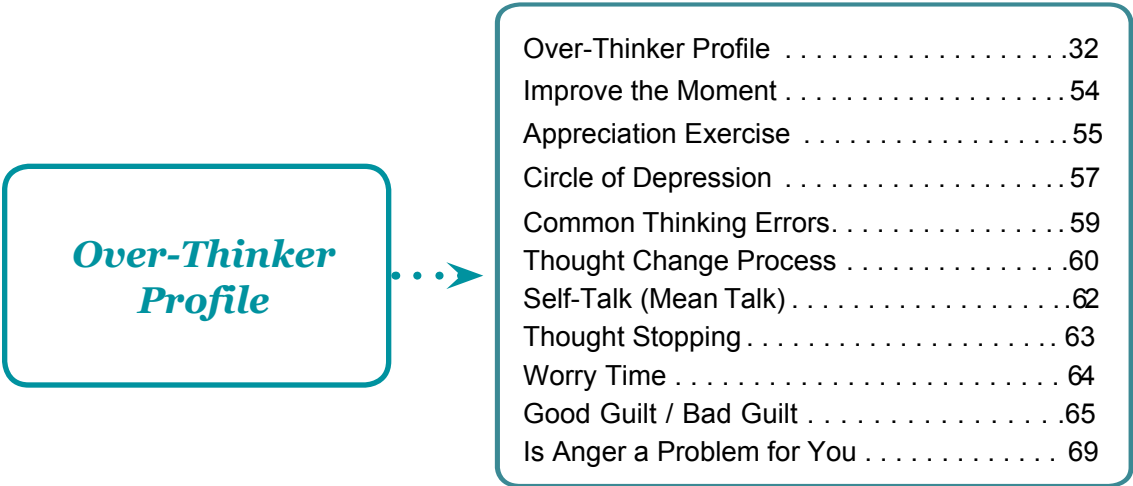 Over-Thinker
Profile
Over-Thinker Profile . . . . . . . . . . . . . . . . . . .32
Improve the Moment . . . . . . . . . . . . . . . . . . . 54
Appreciation Exercise . . . . . . . . . . . . . . . . . . 55
Circle of Depression . . . . . . . . . . . . . . . . . . . 57
Common Thinking Errors. . . . . . . . . . . . . . . . 59
Thought Change Process . . . . . . . . . . . . . . .60
Self-Talk (Mean Talk) . . . . . . . . . . . . . . . . . . .62
Thought Stopping . . . . . . . . . . . . . . . . . . . . . 63
Worry Time . . . . . . . . . . . . . . . . . . . . . . . . . . 64
Good Guilt / Bad Guilt . . . . . . . . . . . . . . . . .65
Is Anger a Problem for You . . . . . . . . . . . . . 69